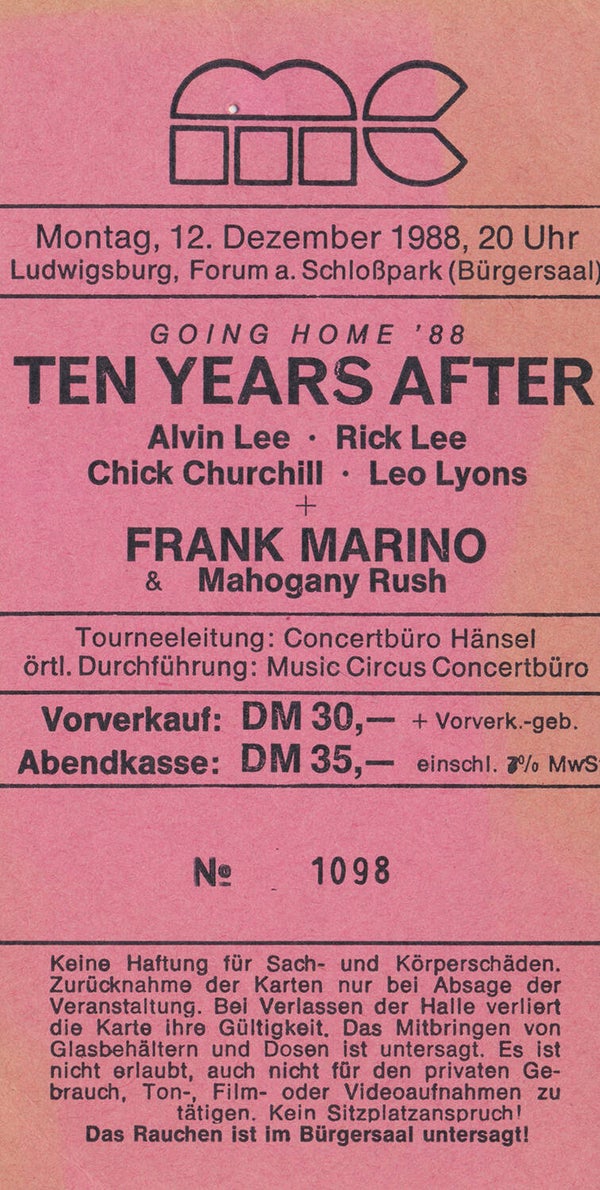 mc
Montag, 12. Dezember 1988, 20 Uhr
Ludwigsburg, Forum a. Schloßpark (Bürgersaal)
GOING HOME '88
TEN YEARS AFTER
Alvin Lee · Rick Lee
Chick Churchill · Leo Lyons
+
FRANK MARINO
& Mahogany Rush
Tourneeleitung: Concertbüro Hänsel
örtl. Durchführung: Music Circus Concertbüro
Vorverkauf: DM 30,— + Vorverk.-geb.
Abendkasse: DM 35,— einschl. 7% MwSt
№ 1098
Keine Haftung für Sach- und Körperschäden.
Zurücknahme der Karten nur bei Absage der
Veranstaltung. Bei Verlassen der Halle verliert
die Karte ihre Gültigkeit. Das Mitbringen von
Glasbehältern und Dosen ist untersagt. Es ist
nicht erlaubt, auch nicht für den privaten Ge-
brauch, Ton-, Film- oder Videoaufnahmen zu
tätigen. Kein Sitzplatzanspruch!
Das Rauchen ist im Bürgersaal untersagt!